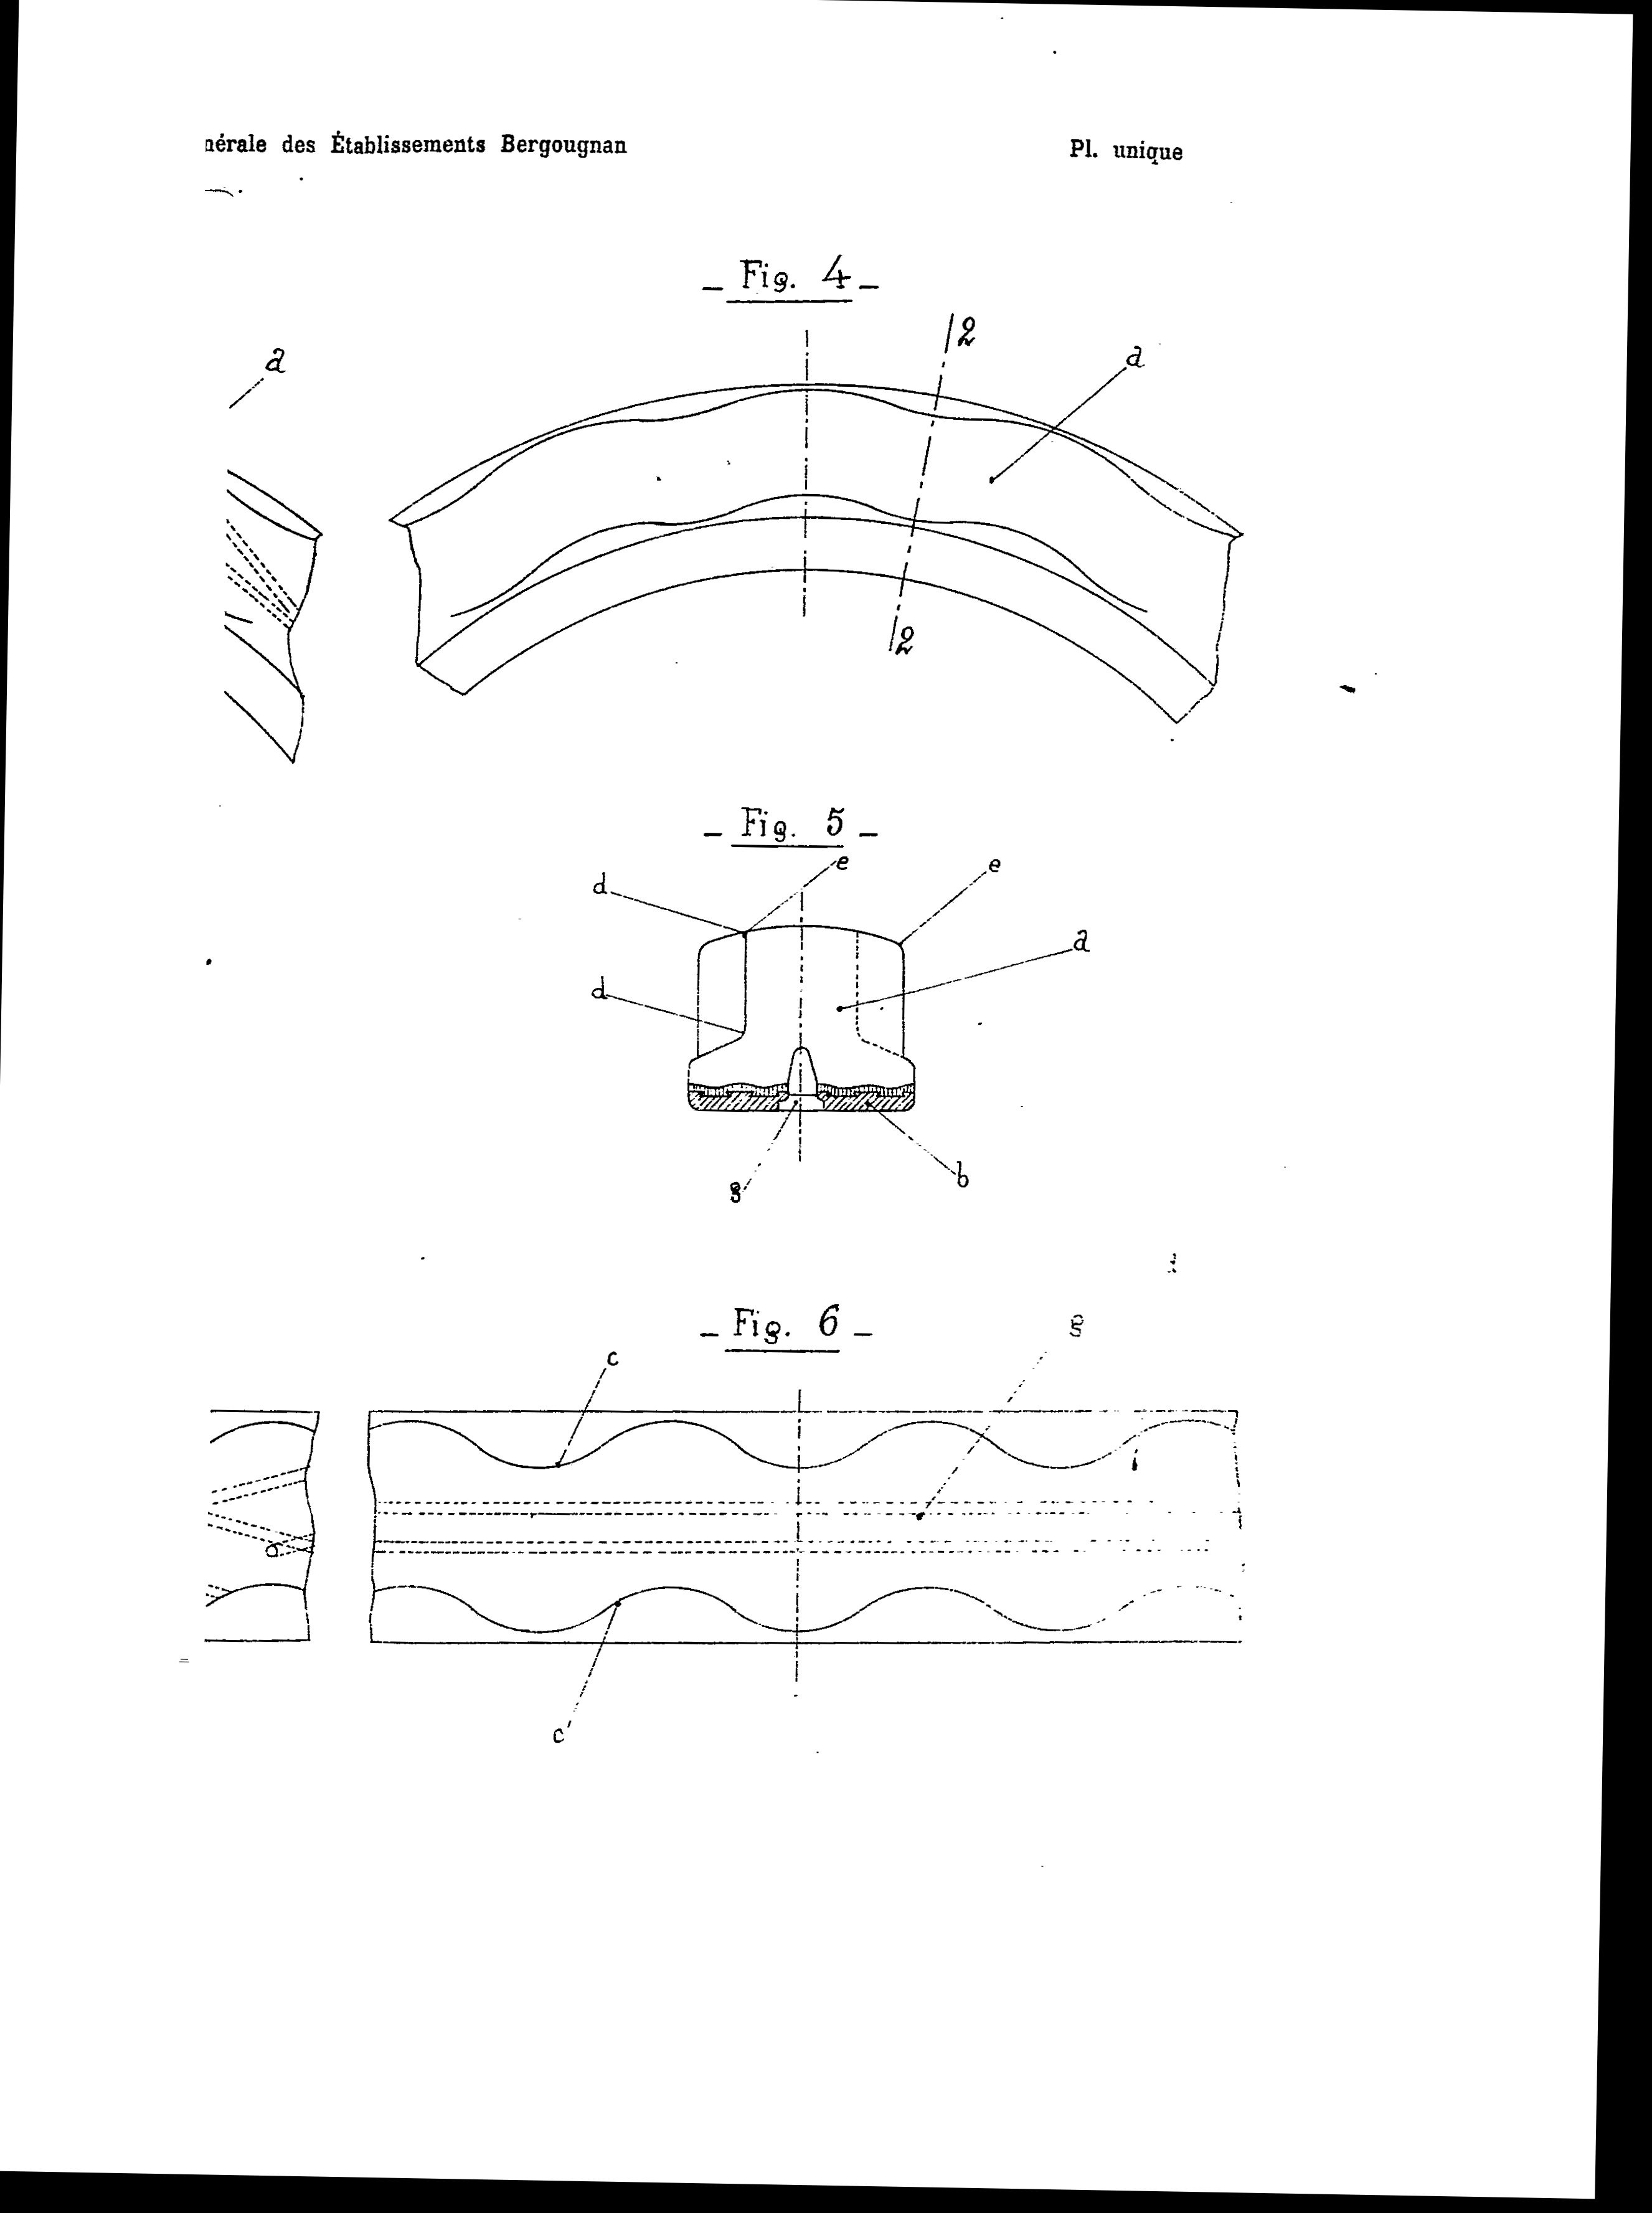 nérale des Établissements Bergougnan
Pl. unique
- Fig. 4 -
2
a
a
2
- Fig. 5 -
e
e
d
a
d
g
b
- Fig. 6 -
g
c
c'